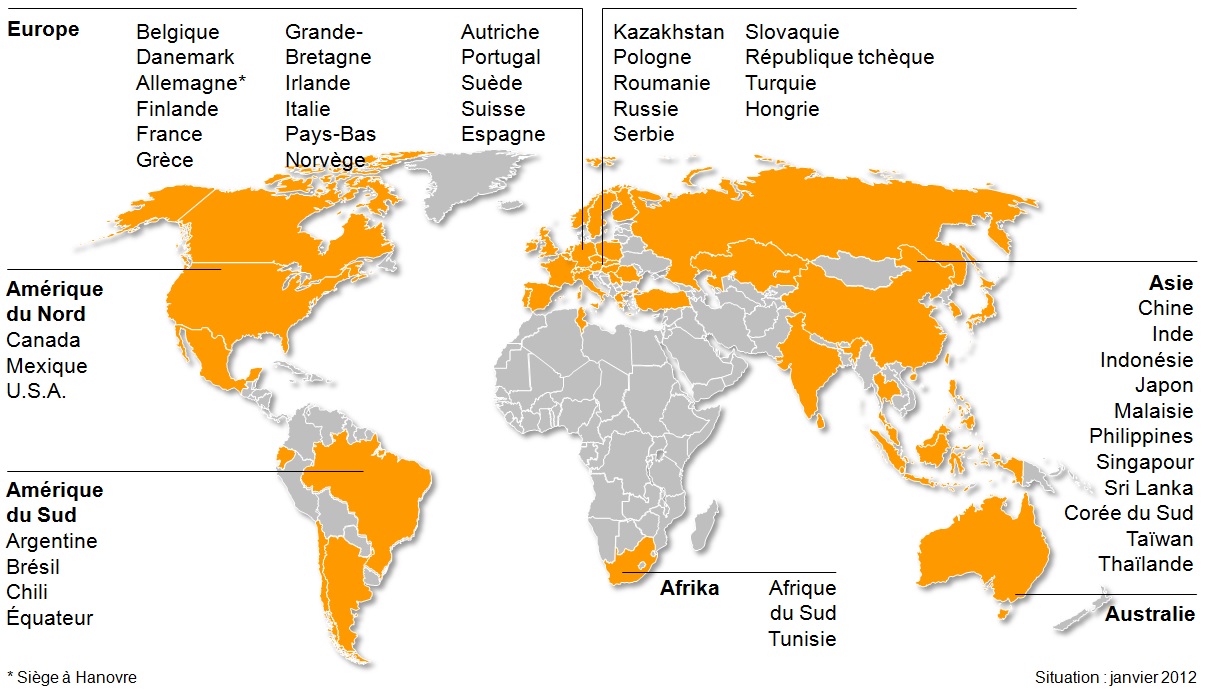 Europe
Belgique
Danemark
Allemagne*
Finlande
France
Grèce
Grande-
Bretagne
Irlande
Italie
Pays-Bas
Norvège
Autriche
Portugal
Suède
Suisse
Espagne
Kazakhstan
Pologne
Roumanie
Russie
Serbie
Slovaquie
République tchèque
Turquie
Hongrie
Amérique
du Nord
Canada
Mexique
U.S.A.
Amérique
du Sud
Argentine
Brésil
Chili
Équateur
Afrika
Afrique
du Sud
Tunisie
Asie
Chine
Inde
Indonésie
Japon
Malaisie
Philippines
Singapour
Sri Lanka
Corée du Sud
Taïwan
Thaïlande
Australie
* Siège à Hanovre
Situation : janvier 2012